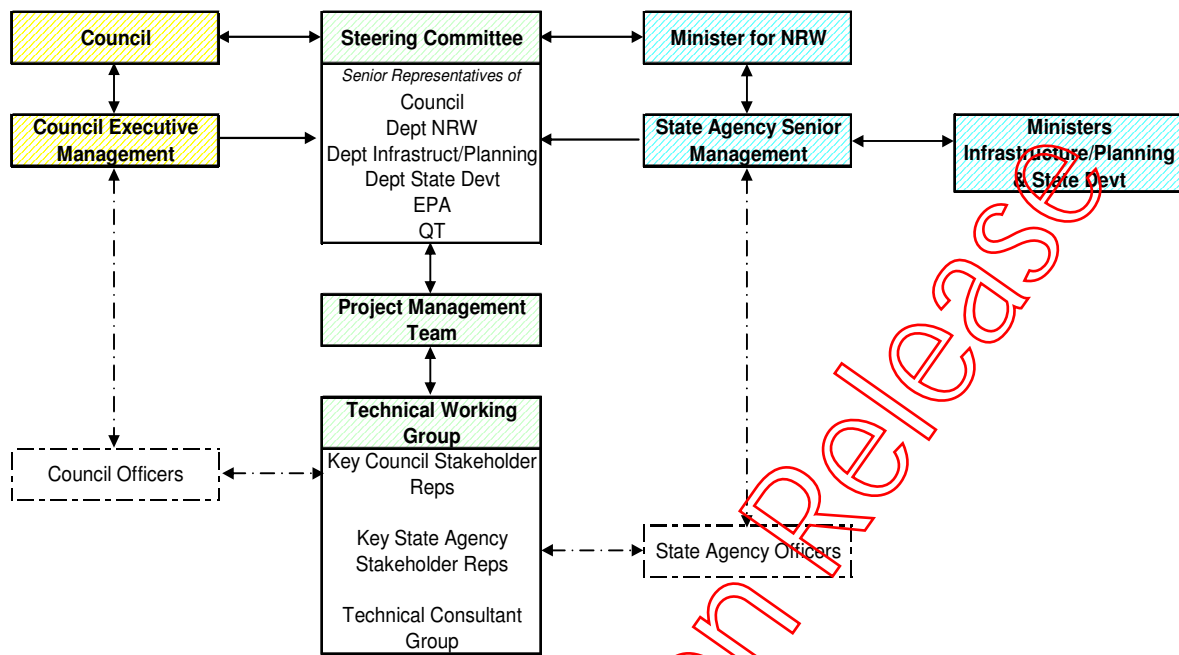 Council
Steering Committee
Minister for NRW
Senior Representatives of
Council
Dept NRW
Dept Infrastruct/Planning
Dept State Devt
EPA
QT
Council Executive
Management
State Agency Senior
Management
Ministers
Infrastructure/Planning
& State Devt
Project Management
Team
Technical Working
Group
Key Council Stakeholder
Reps
Key State Agency
Stakeholder Reps
Technical Consultant
Group
Council Officers
State Agency Officers
on Release